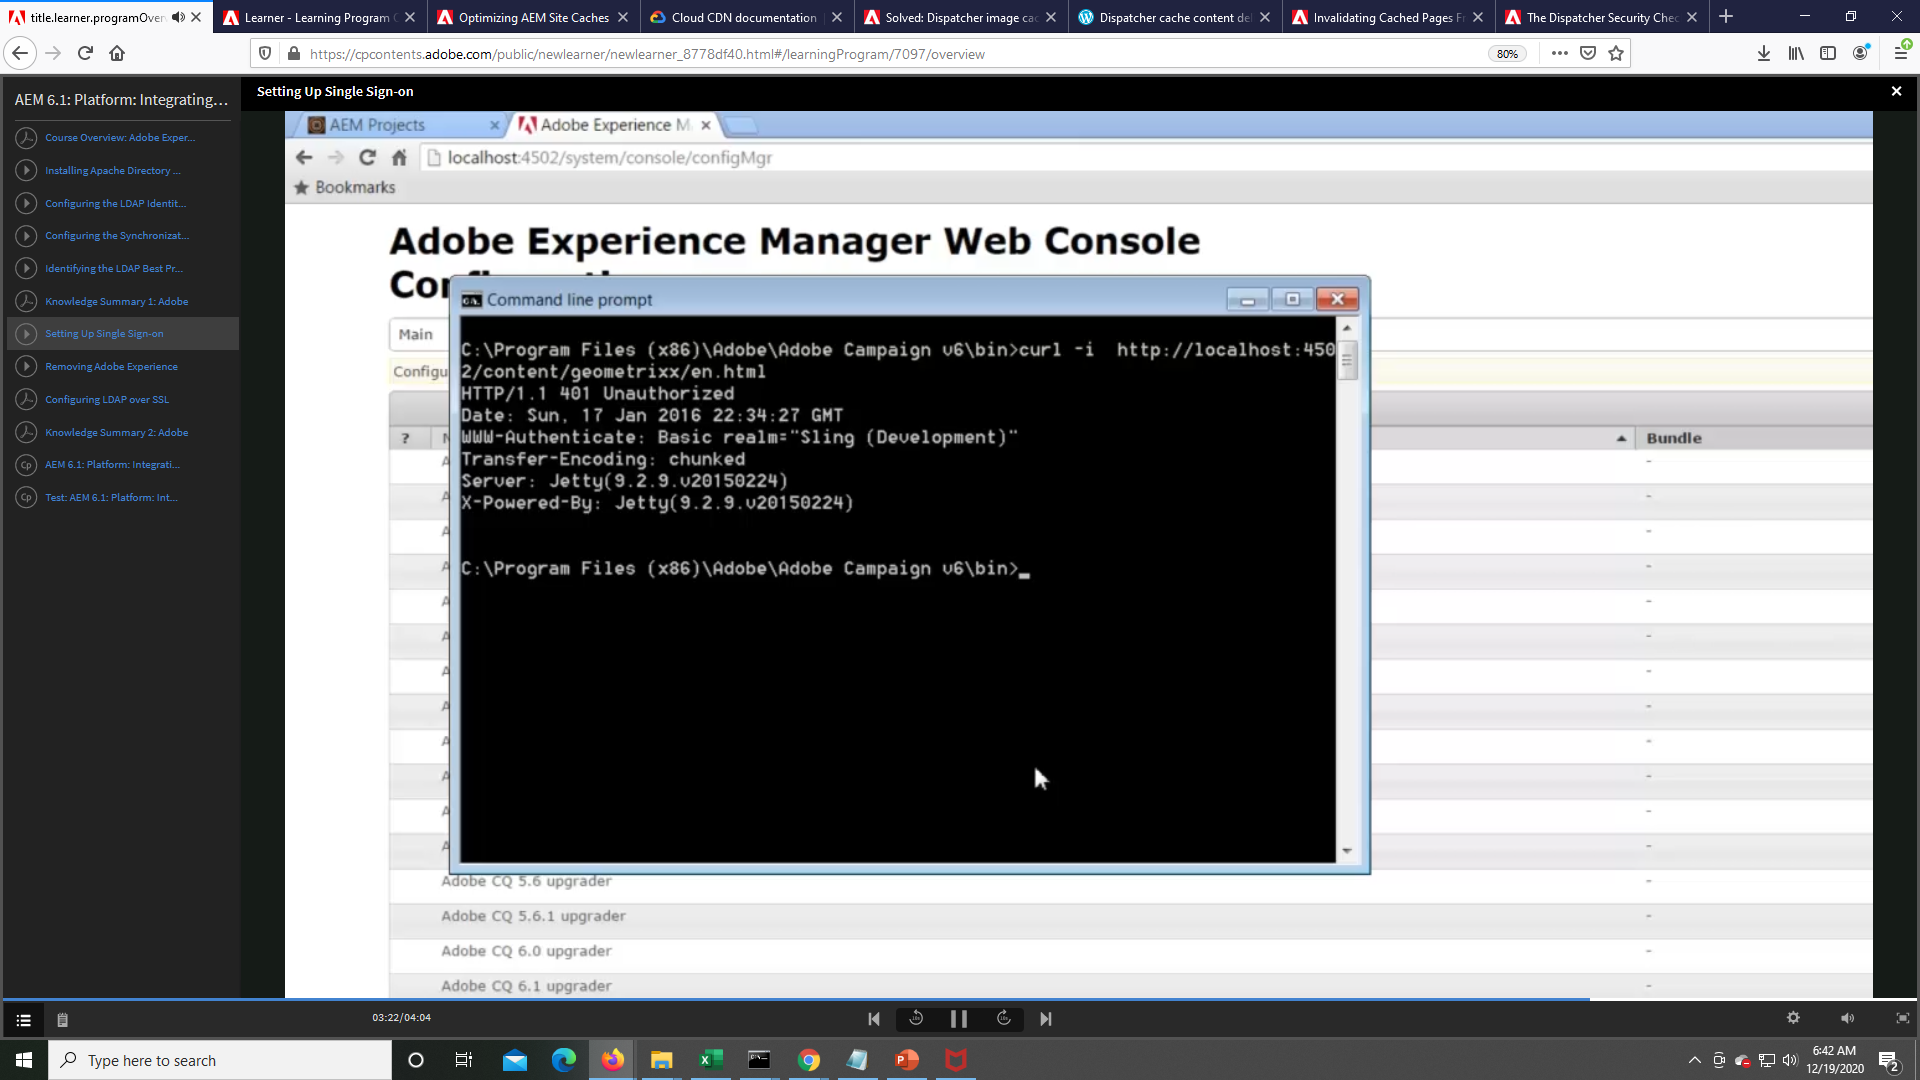 title.learner.programOver
Learner - Learning Program O
Optimizing AEM Site Caches
Cloud CDN documentation
Solved: Dispatcher image cac
Dispatcher cache content del
Invalidating Cached Pages Fr
The Dispatcher Security Chec
https://cpcontents.adobe.com/public/newlearner/newlearner_8778df40.html#/learningProgram/7097/overview
80%
AEM 6.1: Platform: Integrating...
Setting Up Single Sign-on
Course Overview: Adobe Exper...
Installing Apache Directory ...
Configuring the LDAP Identit...
Configuring the Synchronizat...
Identifying the LDAP Best Pr...
Knowledge Summary 1: Adobe
Setting Up Single Sign-on
Removing Adobe Experience
Configuring LDAP over SSL
Knowledge Summary 2: Adobe
Cp AEM 6.1: Platform: Integrati...
Cp Test: AEM 6.1: Platform: Int...
AEM Projects
Adobe Experience M
localhost:4502/system/console/configMgr
Bookmarks
Adobe Experience Manager Web Console
Main
Configu
? Bundle
Command line prompt
C:\Program Files (x86)\Adobe\Adobe Campaign v6\bin>curl -i  http://localhost:450
2/content/geometrixx/en.html
HTTP/1.1 401 Unauthorized
Date: Sun, 17 Jan 2016 22:34:27 GMT
WWW-Authenticate: Basic realm="Sling (Development)"
Transfer-Encoding: chunked
Server: Jetty(9.2.9.v20150224)
X-Powered-By: Jetty(9.2.9.v20150224)
C:\Program Files (x86)\Adobe\Adobe Campaign v6\bin>_
Adobe CQ 5.6 upgrader -
Adobe CQ 5.6.1 upgrader -
Adobe CQ 6.0 upgrader -
Adobe CQ 6.1 upgrader -
03:22/04:04
Type here to search
6:42 AM
12/19/2020
2